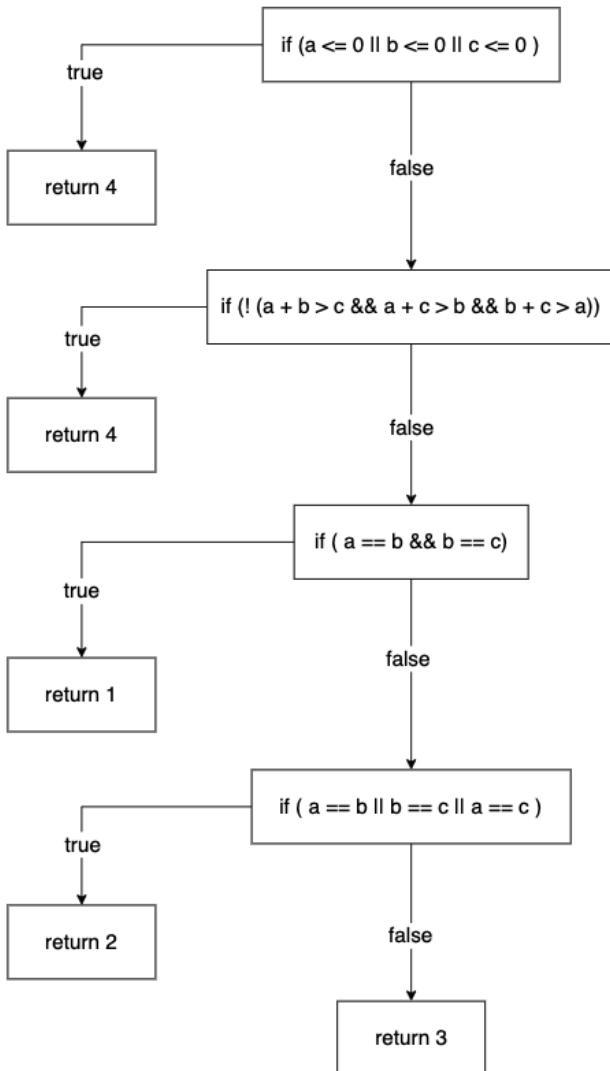 if (a <= 0 || b <= 0 || c <= 0 )
true
false
return 4
if (! (a + b > c && a + c > b && b + c > a))
true
false
return 4
if ( a == b && b == c)
true
false
return 1
if ( a == b || b == c || a == c )
true
false
return 2
return 3